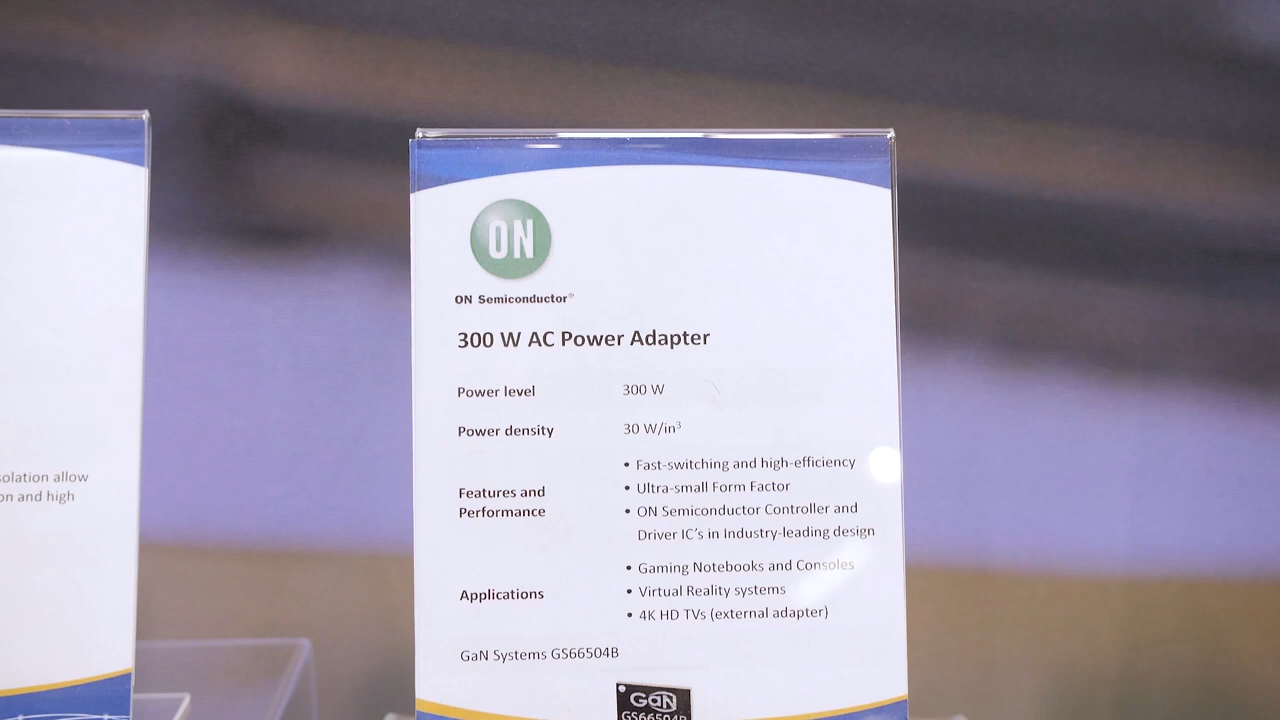 olation allow
on and high
ON
ON Semiconductor®
300 W AC Power Adapter
Power level 300 W
Power density 30 W/in³
Features and Performance
• Fast-switching and high-efficiency
• Ultra-small Form Factor
• ON Semiconductor Controller and
Driver IC's in Industry-leading design
Applications
• Gaming Notebooks and Consoles
• Virtual Reality systems
• 4K HD TVs (external adapter)
GaN Systems GS66504B
GaN
GS66504B